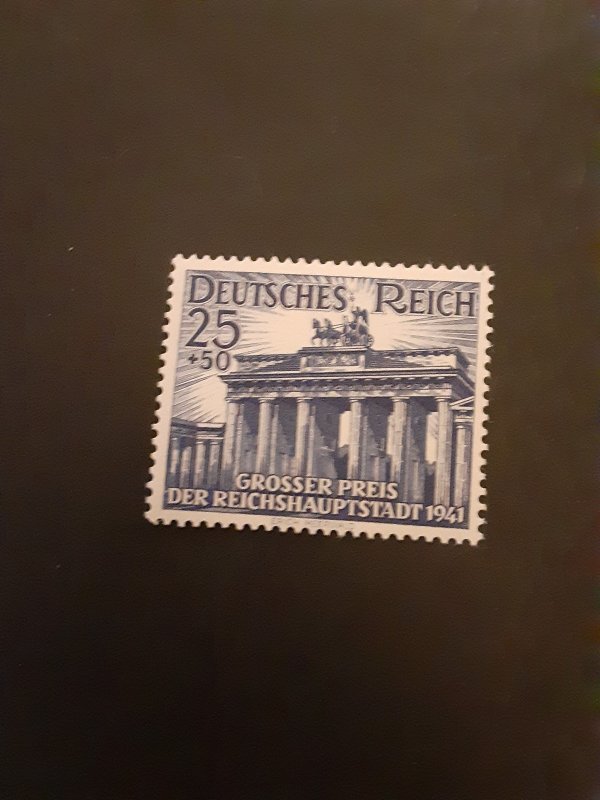 DEUTSCHES REICH
25
+50
GROSSER PREIS
DER REICHSHAUPTSTADT 1941